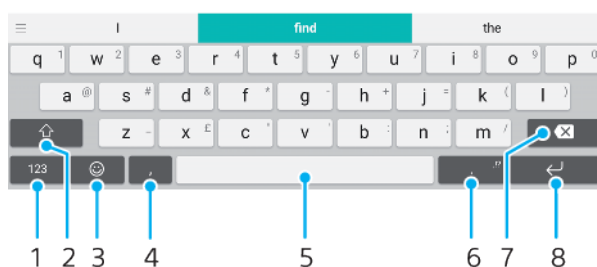 I find the
q 1 w 2 e 3 r 4 t 5 y 6 u 7 i 8 o 9 p 0
a @ s # d & f * g - h + j = k ( l )
z x £ c " v ' b : n ; m /
123 , . ,"
1 2 3 4 5 6 7 8